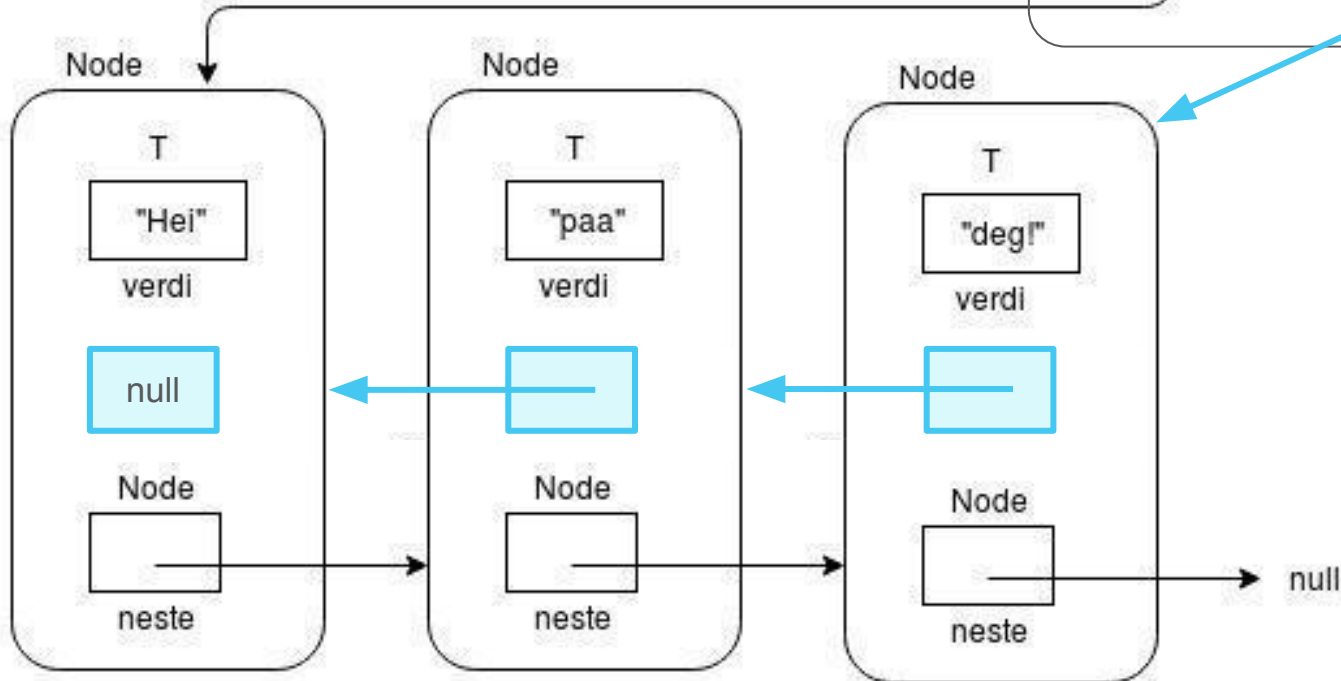 Node
T
"Hei"
verdi
null
Node
neste
Node
T
"paa"
verdi
Node
neste
Node
T
"deg!"
verdi
Node
neste
null